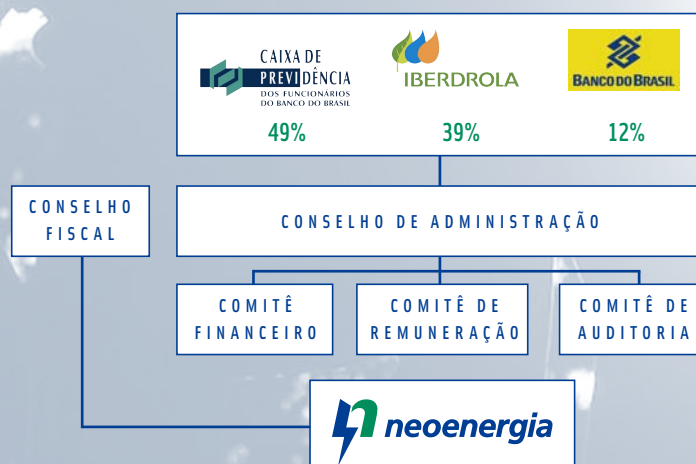 CAIXA DE
PREVIDÊNCIA
DOS FUNCIONÁRIOS
DO BANCO DO BRASIL
49%
IBERDROLA
39%
BANCO DO BRASIL
12%
CONSELHO
FISCAL
CONSELHO DE ADMINISTRAÇÃO
COMITÊ
FINANCEIRO
COMITÊ DE
REMUNERAÇÃO
COMITÊ DE
AUDITORIA
neoenergia